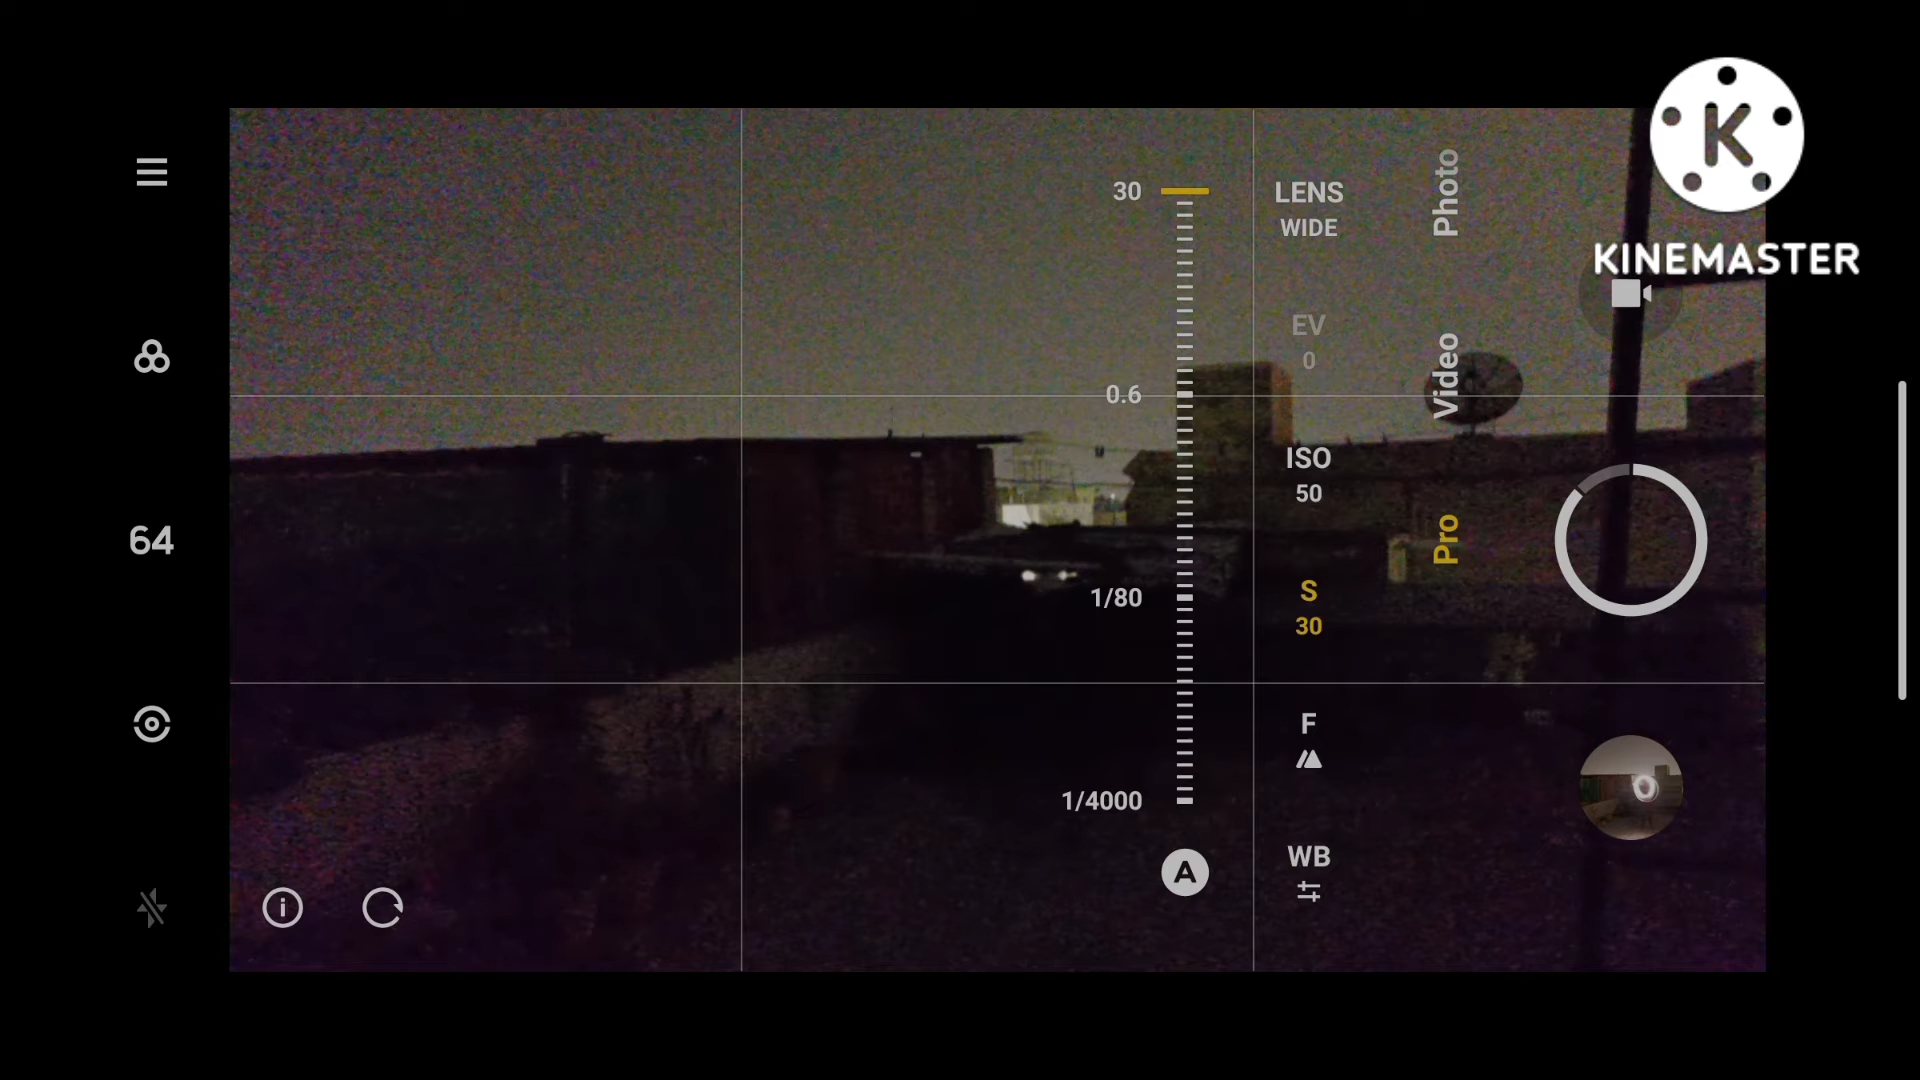 K
KINEMASTER
64
30
0.6
1/80
1/4000
A
LENS
WIDE
EV
0
ISO
50
S
30
F
WB
Photo
Video
Pro
i